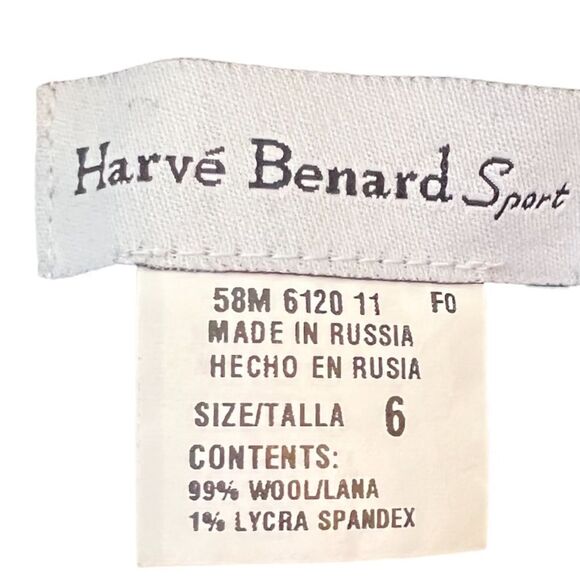 Harvé Benard Sport
58M 6120 11 F0
MADE IN RUSSIA
HECHO EN RUSIA
SIZE/TALLA 6
CONTENTS:
99% WOOL/LANA
1% LYCRA SPANDEX